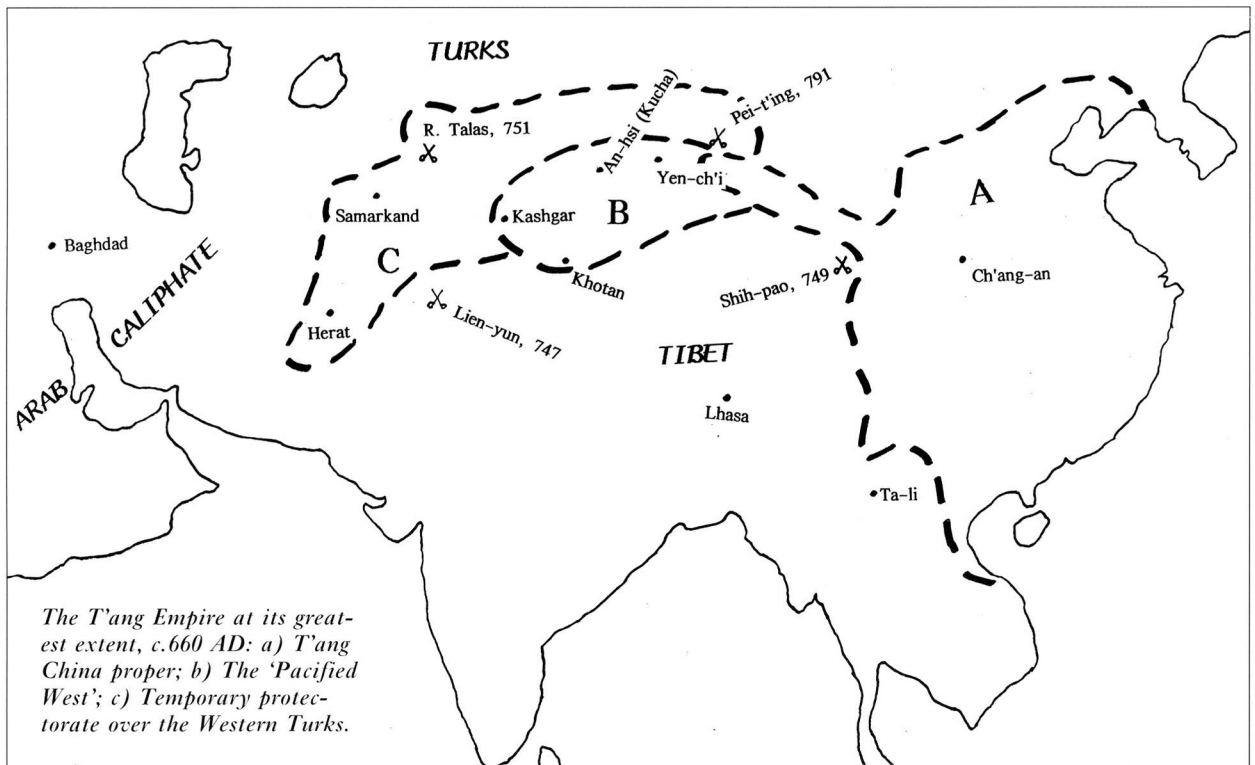 TURKS
Pei-t'ing, 791
An-hsi (Kucha)
R. Talas, 751
Yen-ch'i
A
Samarkand
Kashgar
B
Baghdad
C
Ch'ang-an
Khotan
Shih-pao, 749
CALIPHATE
Lien-yun, 747
Herat
TIBET
ARAB
Lhasa
Ta-li
The T'ang Empire at its great-
est extent, c.660 AD: a) T'ang
China proper; b) The 'Pacified
West'; c) Temporary protec-
torate over the Western Turks.